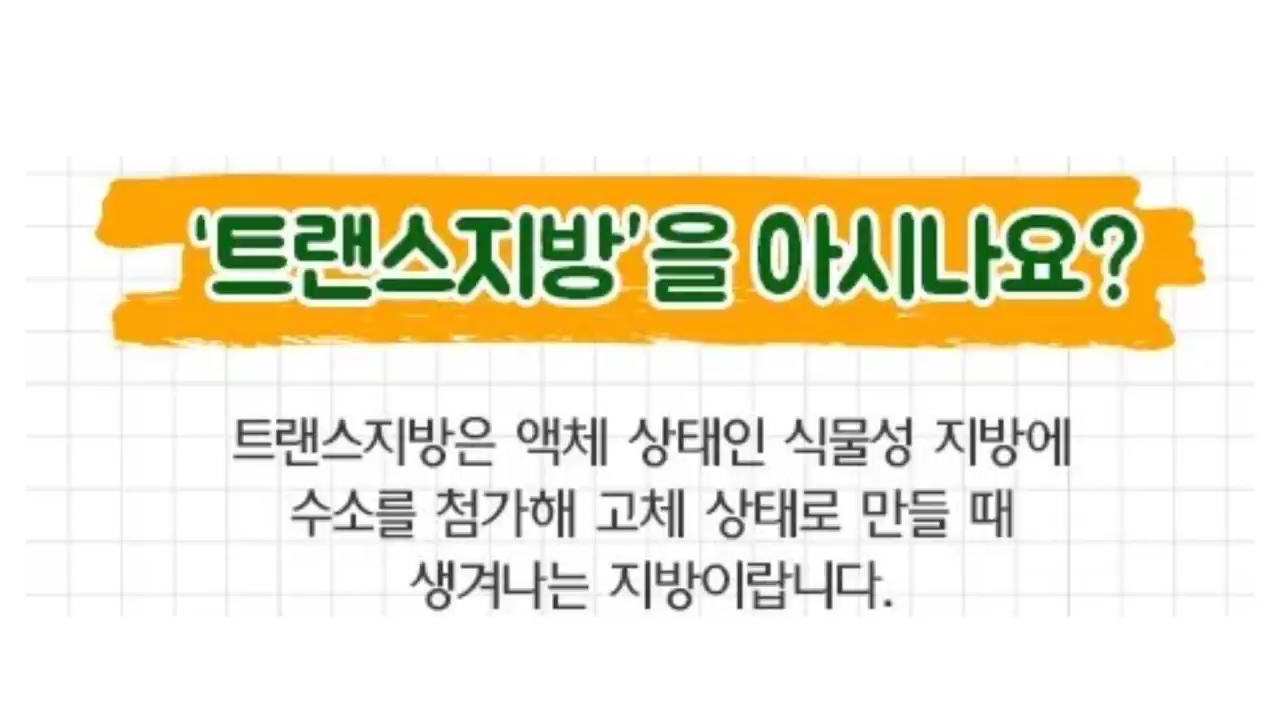 ‘트랜스지방’을 아시나요?
트랜스지방은 액체 상태인 식물성 지방에
수소를 첨가해 고체 상태로 만들 때
생겨나는 지방이랍니다.